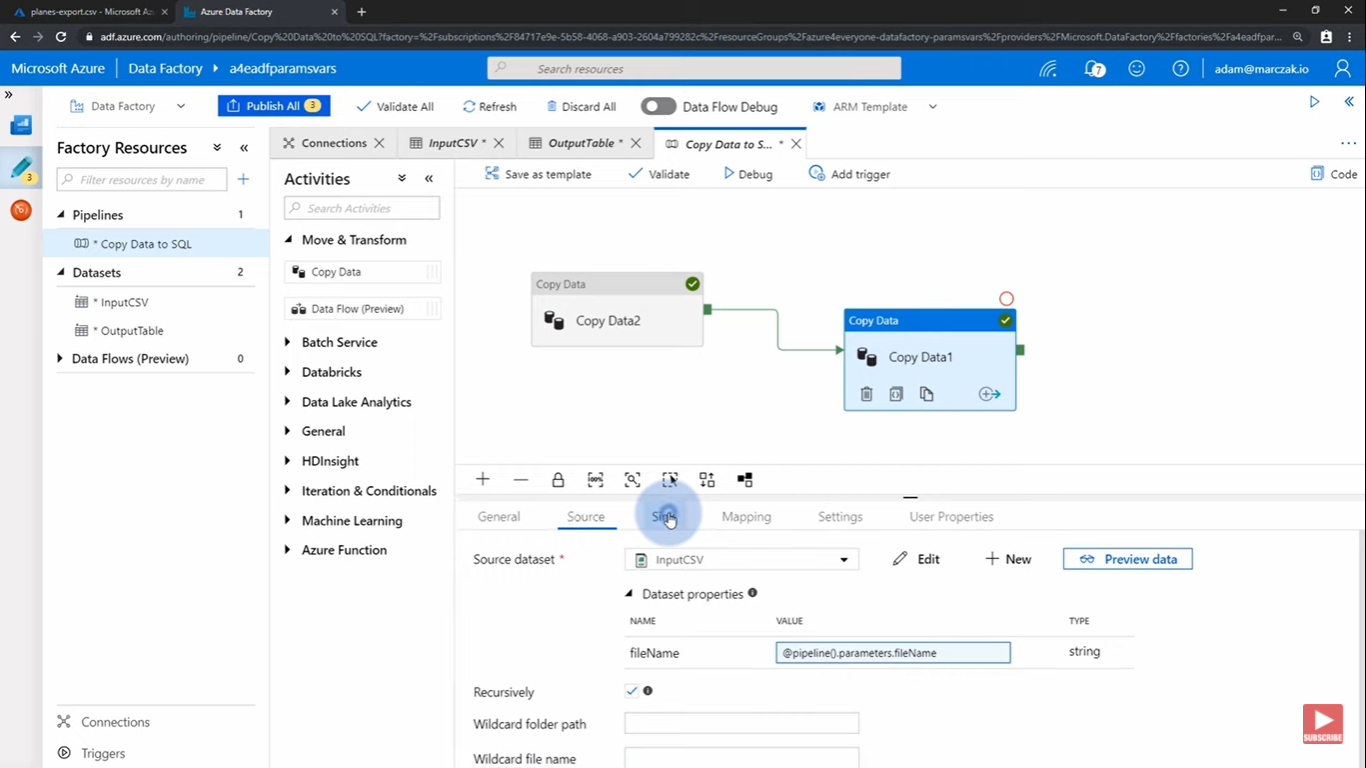 planes-export.csv - Microsoft Az
Azure Data Factory
adf.azure.com/authoring/pipeline/Copy%20Data%20to%20SQL?factory=%2Fsubscriptions%2F84717e9e-5b58-4068-a903-2604a799282c%2FresourceGroups%2Fazure4everyone-datafactory-paramsvars%2Fproviders%2FMicrosoft.DataFactory%2Ffactories%2Fa4eadfpar...
Microsoft Azure
Data Factory
a4eadfparamsvars
Search resources
7
adam@marczak.io
Data Factory
Publish All 3
Validate All
Refresh
Discard All
Data Flow Debug
ARM Template
3
Factory Resources
Filter resources by name
Pipelines 1
* Copy Data to SQL
Datasets 2
* InputCSV
* OutputTable
Data Flows (Preview) 0
Connections
Triggers
Connections
InputCSV *
OutputTable *
Copy Data to S... *
Activities
Search Activities
Move & Transform
Copy Data
Data Flow (Preview)
Batch Service
Databricks
Data Lake Analytics
General
HDInsight
Iteration & Conditionals
Machine Learning
Azure Function
Save as template
Validate
Debug
Add trigger
Code
Copy Data
Copy Data2
Copy Data
Copy Data1
100%
General
Source
Sink
Mapping
Settings
User Properties
Source dataset *
InputCSV
Edit
New
Preview data
Dataset properties
NAME VALUE TYPE
fileName @pipeline().parameters.fileName string
Recursively
Wildcard folder path
Wildcard file name
SUBSCRIBE